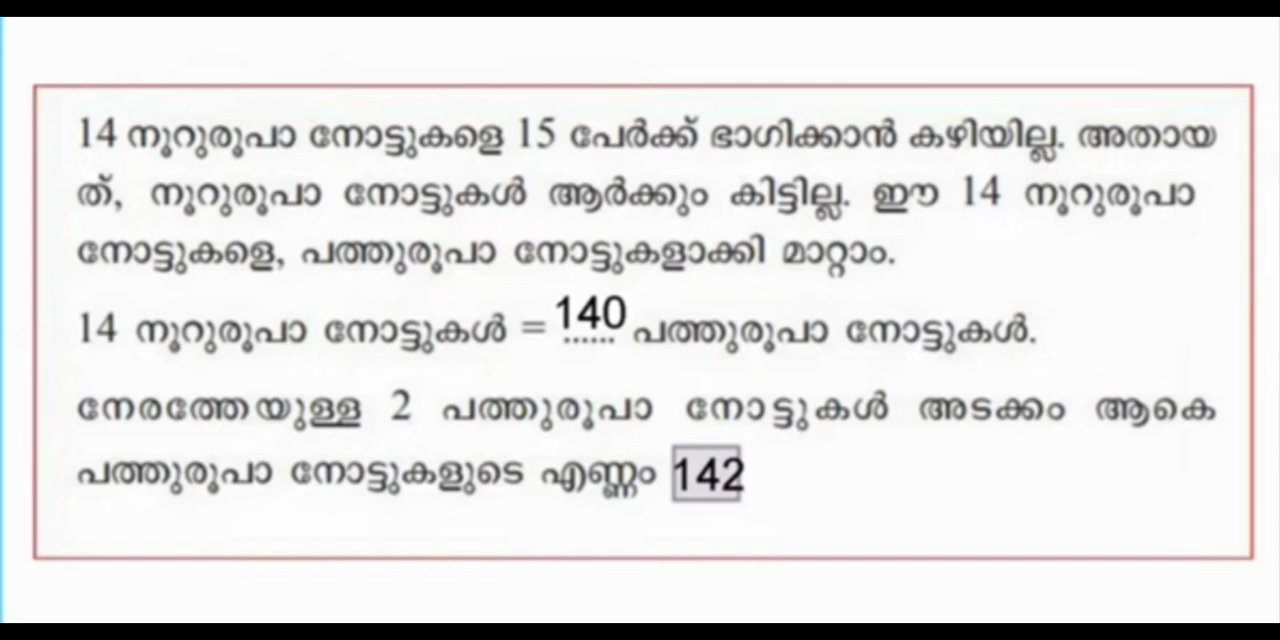 14 നൂറുരൂപാ നോട്ടുകളെ 15 പേർക്ക് ഭാഗിക്കാൻ കഴിയില്ല. അതായ
ത്, നൂറുരൂപാ നോട്ടുകൾ ആർക്കും കിട്ടില്ല. ഈ 14 നൂറുരൂപാ
നോട്ടുകളെ, പത്തുരൂപാ നോട്ടുകളാക്കി മാറ്റാം.
14 നൂറുരൂപാ നോട്ടുകൾ = 140 പത്തുരൂപാ നോട്ടുകൾ.
നേരത്തേയുള്ള 2 പത്തുരൂപാ നോട്ടുകൾ അടക്കം ആകെ
പത്തുരൂപാ നോട്ടുകളുടെ എണ്ണം 142